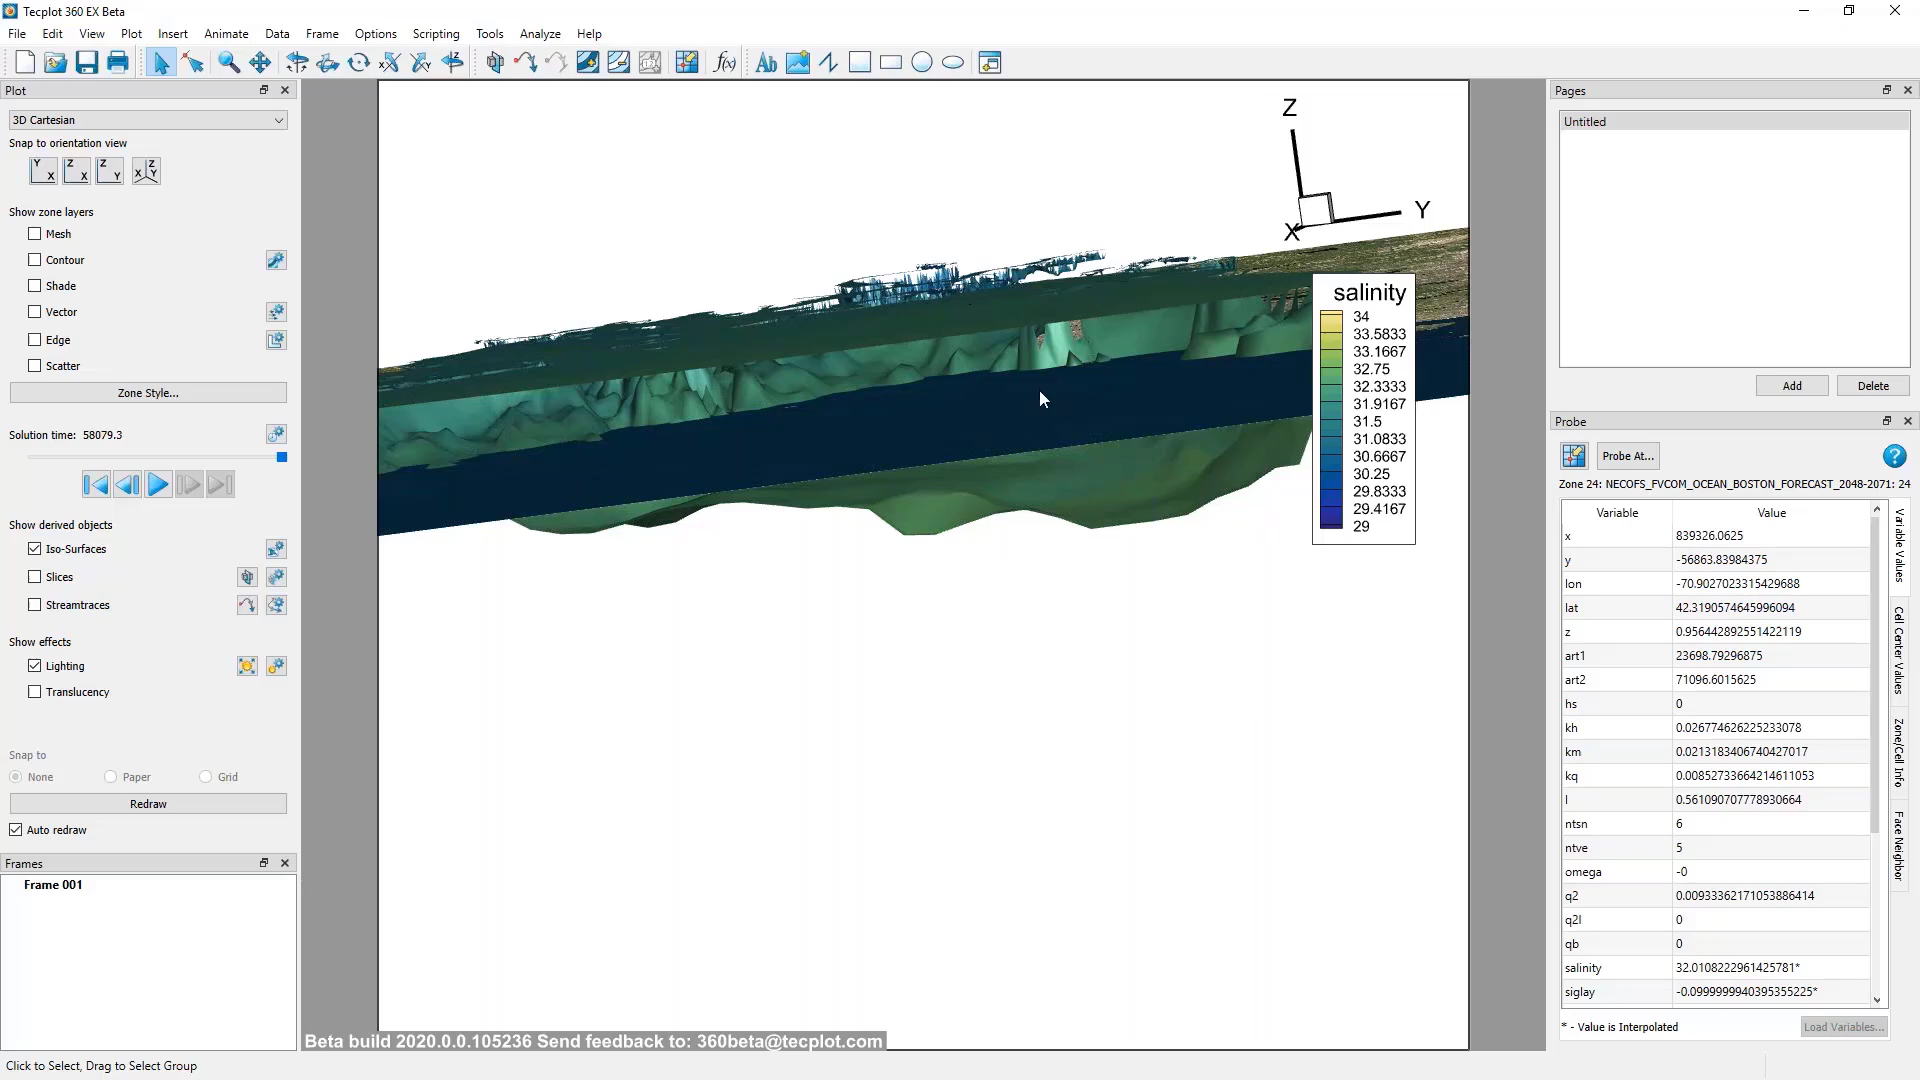 Tecplot 360 EX Beta
File Edit View Plot Insert Animate Data Frame Options Scripting Tools Analyze Help
Plot
3D Cartesian
Snap to orientation view
Y X Z X Z Y X Z Y
Show zone layers
Mesh
Contour
Shade
Vector
Edge
Scatter
Zone Style...
Solution time: 58079.3
Show derived objects
Iso-Surfaces
Slices
Streamtraces
Show effects
Lighting
Translucency
Snap to
None Paper Grid
Redraw
Auto redraw
Frames
Frame 001
Z
Y
X
salinity
34
33.5833
33.1667
32.75
32.3333
31.9167
31.5
31.0833
30.6667
30.25
29.8333
29.4167
29
Beta build 2020.0.0.105236 Send feedback to: 360beta@tecplot.com
Click to Select, Drag to Select Group
Pages
Untitled
Add Delete
Probe
Probe At...
Zone 24: NECOFS_FVCOM_OCEAN_BOSTON_FORECAST_2048-2071: 24
Variable Value
x 839326.0625
y -56863.83984375
lon -70.9027023315429688
lat 42.3190574645996094
z 0.956442892551422119
art1 23698.79296875
art2 71096.6015625
hs 0
kh 0.026774626225233078
km 0.0213183406740427017
kq 0.00852733664214611053
l 0.561090707778930664
ntsn 6
ntve 5
omega -0
q2 0.00933362171053886414
q2l 0
qb 0
salinity 32.0108222961425781*
siglay -0.0999999940395355225*
* - Value is Interpolated
Load Variables...
Variable Values
Cell Center Values
Zone/Cell Info
Face Neighbor